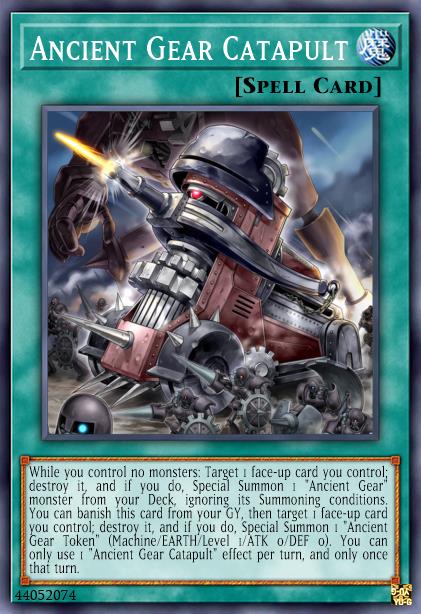 ANCIENT GEAR CATAPULT
魔
[SPELL CARD]
While you control no monsters: Target 1 face-up card you control;
destroy it, and if you do, Special Summon 1 "Ancient Gear"
monster from your Deck, ignoring its Summoning conditions.
You can banish this card from your GY, then target 1 face-up card
you control; destroy it, and if you do, Special Summon 1 "Ancient
Gear Token" (Machine/EARTH/Level 1/ATK 0/DEF 0). You can
only use 1 "Ancient Gear Catapult" effect per turn, and only once
that turn.
44052074